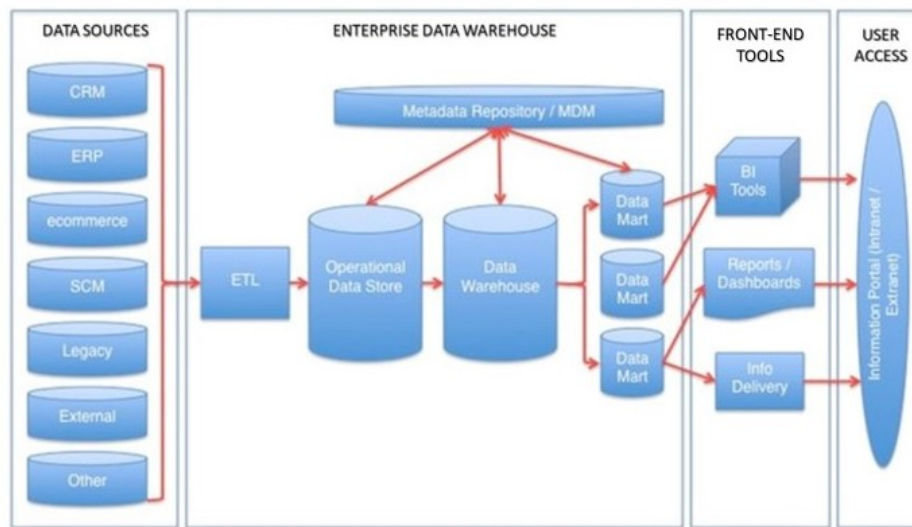 DATA SOURCES
ENTERPRISE DATA WAREHOUSE
FRONT-END
TOOLS
USER
ACCESS
CRM
ERP
ecommerce
SCM
Legacy
External
Other
ETL
Metadata Repository / MDM
Operational
Data Store
Data
Warehouse
Data
Mart
Data
Mart
Data
Mart
BI
Tools
Reports /
Dashboards
Info
Delivery
Information Portal (Intranet /
Extranet)